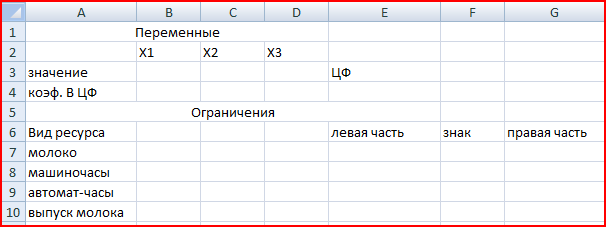 A B C D E F G
1 Переменные
2 X1 X2 X3
3 значение ЦФ
4 коэф. В ЦФ
5 Ограничения
6 Вид ресурса левая часть знак правая часть
7 молоко
8 машиночасы
9 автомат-часы
10 выпуск молока